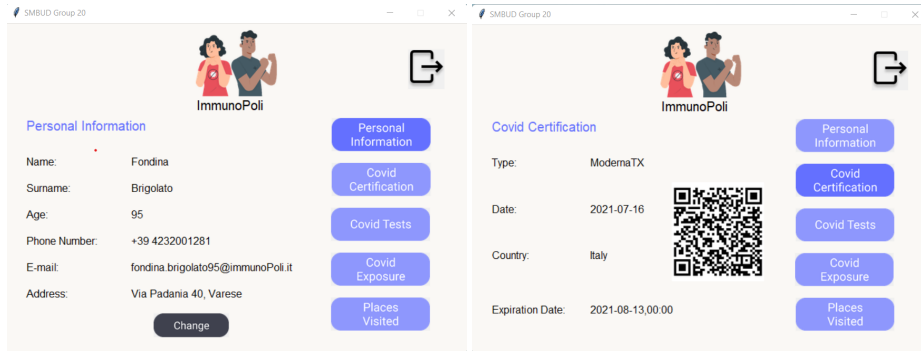 SMBUD Group 20
ImmunoPoli
Personal Information
Name: Fondina
Surname: Brigolato
Age: 95
Phone Number: +39 4232001281
E-mail: fondina.brigolato95@immunoPoli.it
Address: Via Padania 40, Varese
Change
Personal
Information
Covid
Certification
Covid Tests
Covid
Exposure
Places
Visited
SMBUD Group 20
ImmunoPoli
Covid Certification
Type: ModernaTX
Date: 2021-07-16
Country: Italy
Expiration Date: 2021-08-13,00:00
Personal
Information
Covid
Certification
Covid Tests
Covid
Exposure
Places
Visited